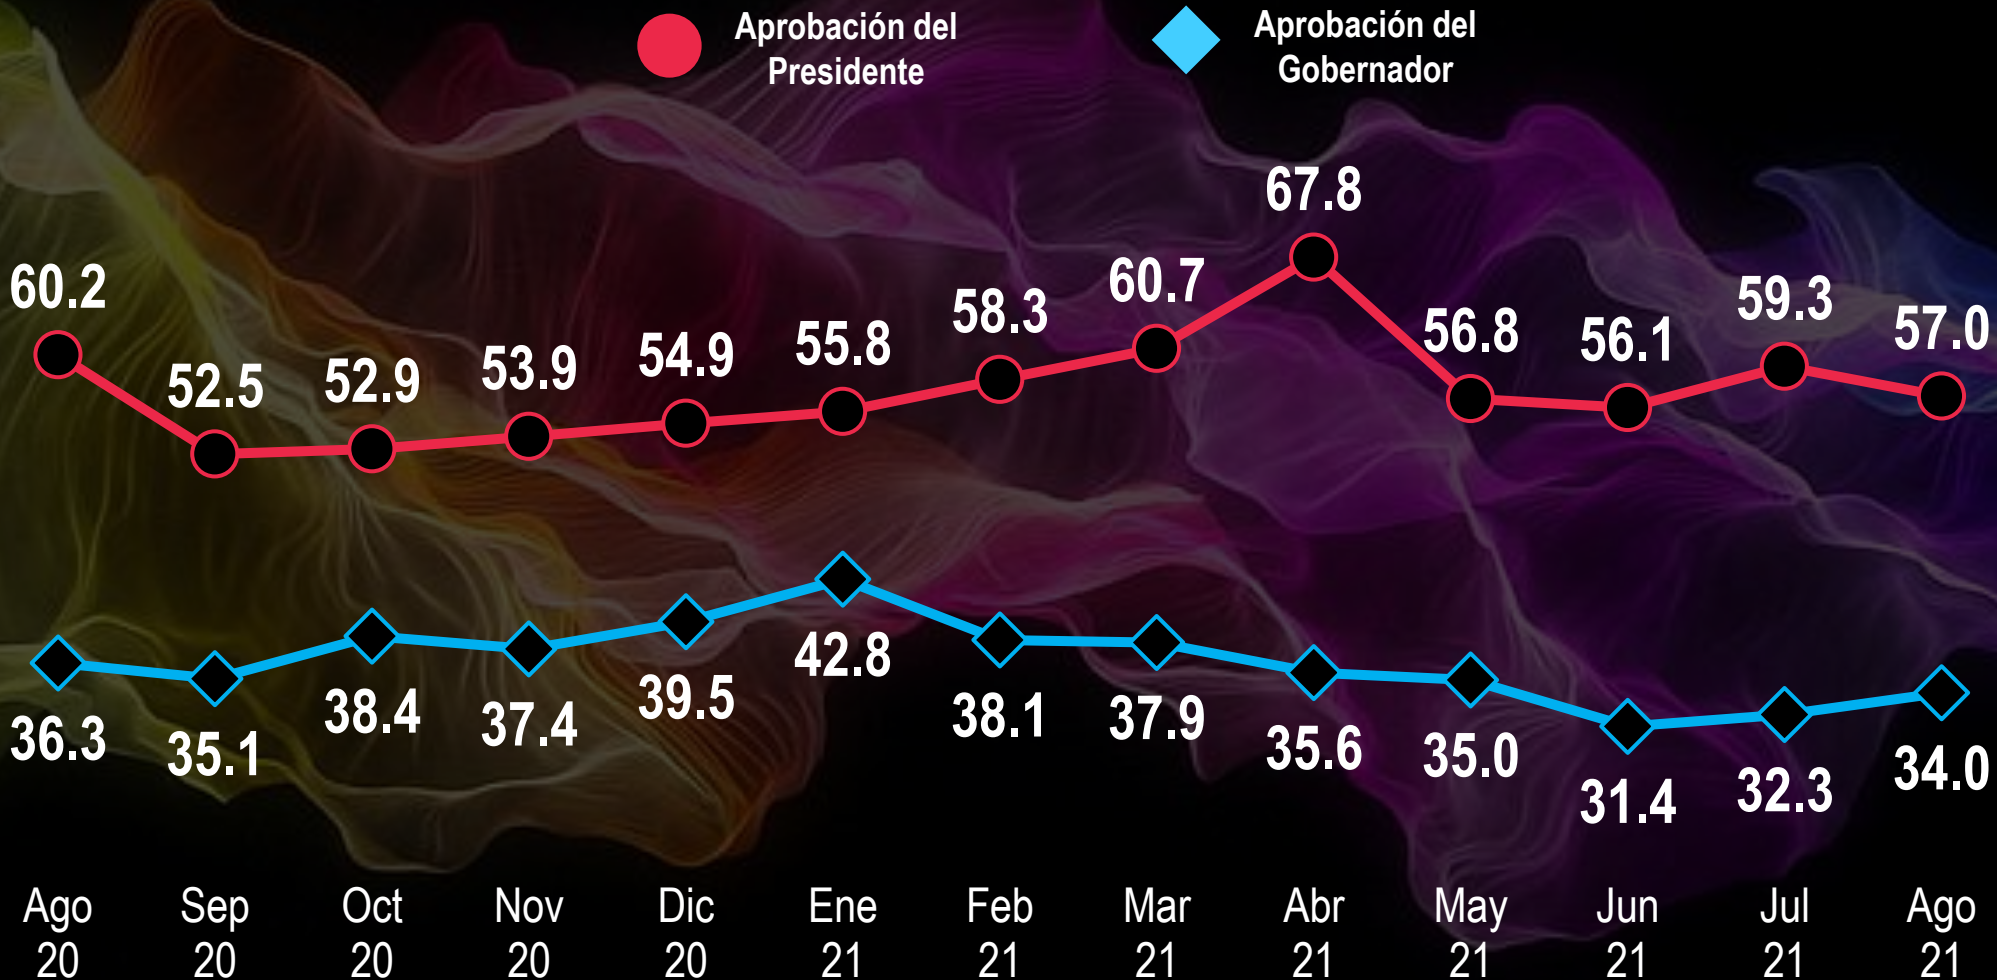 Aprobación del
Presidente
Aprobación del
Gobernador
60.2
52.5
52.9
53.9
54.9
55.8
58.3
60.7
67.8
56.8
56.1
59.3
57.0
36.3
35.1
38.4
37.4
39.5
42.8
38.1
37.9
35.6
35.0
31.4
32.3
34.0
Ago
20
Sep
20
Oct
20
Nov
20
Dic
20
Ene
21
Feb
21
Mar
21
Abr
21
May
21
Jun
21
Jul
21
Ago
21